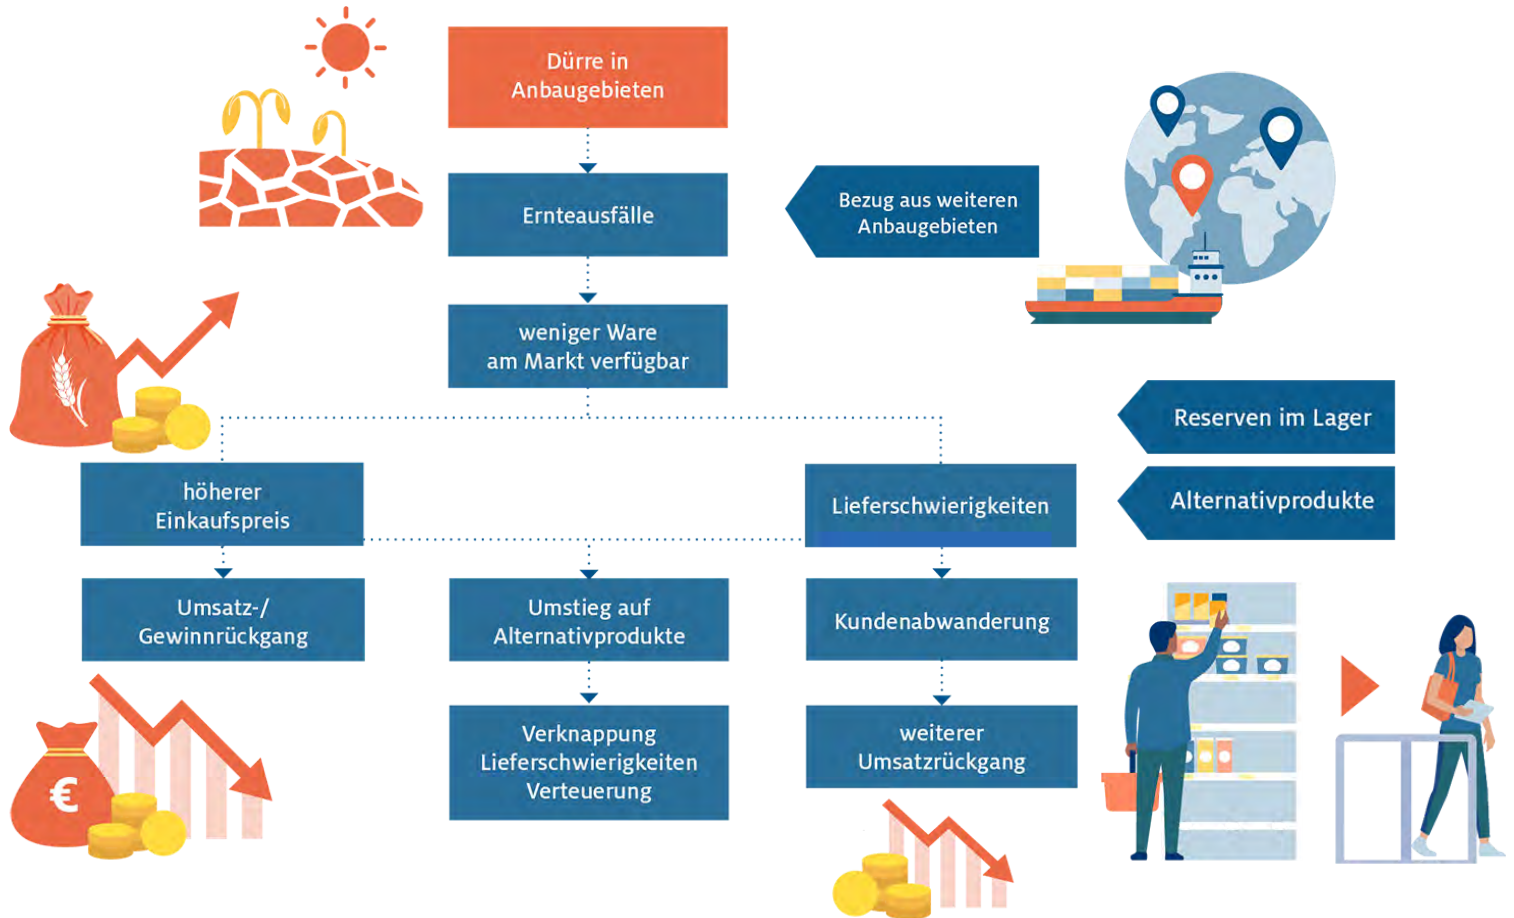 Dürre in
Anbaugebieten
Ernteausfälle
Bezug aus weiteren
Anbaugebieten
weniger Ware
am Markt verfügbar
Reserven im Lager
höherer
Einkaufspreis
Lieferschwierigkeiten
Alternativprodukte
Umsatz-/
Gewinnrückgang
Umstieg auf
Alternativprodukte
Kundenabwanderung
Verknappung
Lieferschwierigkeiten
Verteuerung
weiterer
Umsatzrückgang
€